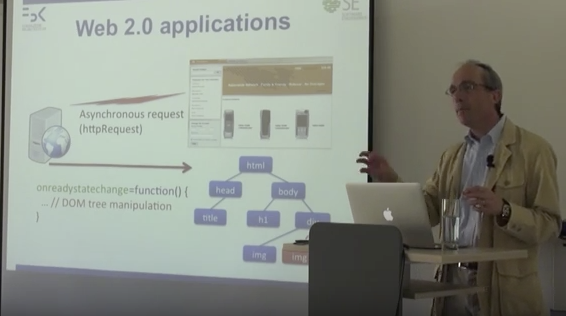 FBK
SE
Web 2.0 applications
Asynchronous request
(httpRequest)
onreadystatechange=function() {
... // DOM tree manipulation
}
html
head
body
title
h1
img
img